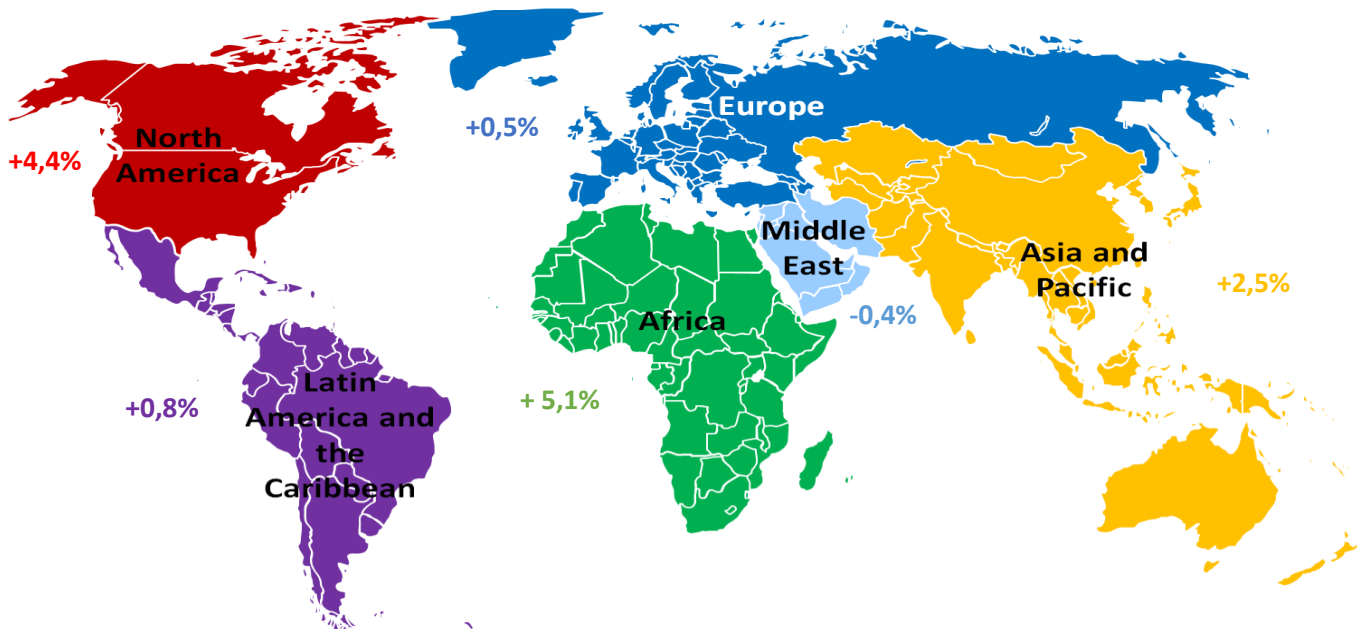 North
America
+4,4%
+0,5%
Europe
Middle
East
-0,4%
Asia and
Pacific
+2,5%
Africa
+ 5,1%
Latin
America and
the
Caribbean
+0,8%